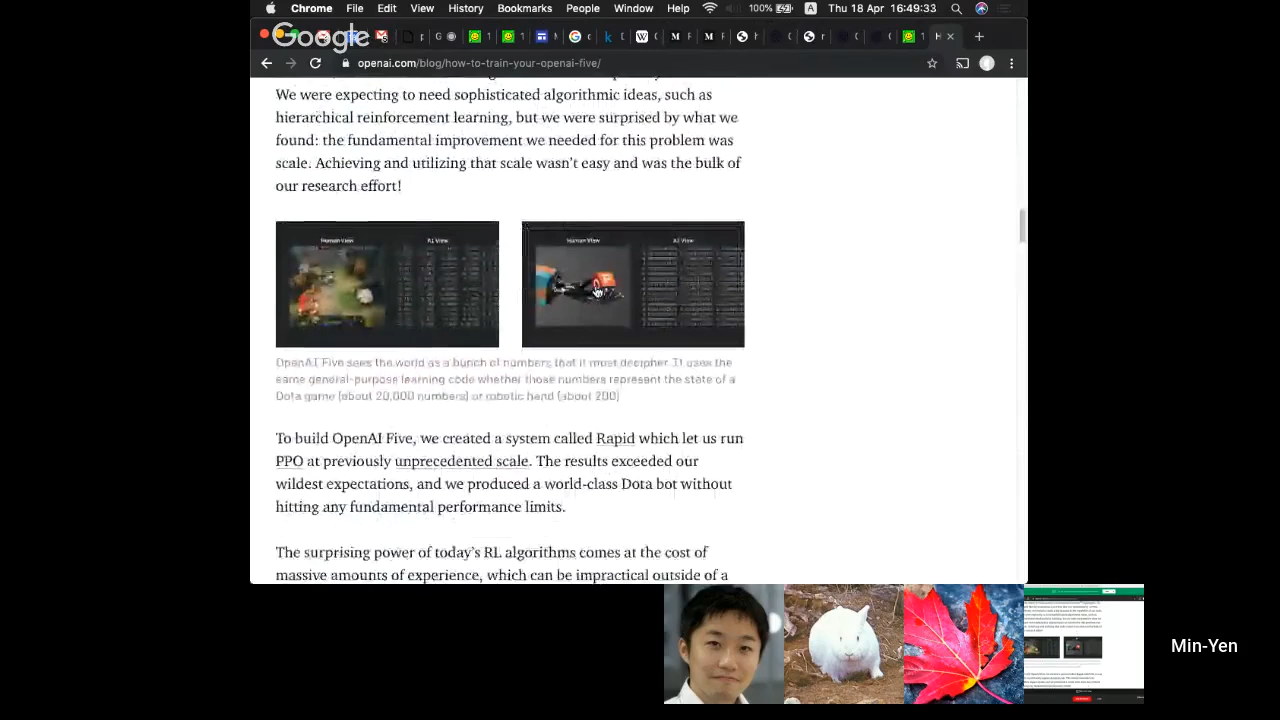 Chrome File Edit View History Bookmarks People Window Help 100% A Thu 18 Apr 16:49:33
Google
openai.com/blog/how-to-train-your-openai-five/
We were expecting to need sophisticated algorithmic ideas, such as
hierarchical reinforcement learning, but we were surprised by what we
found: the fundamental improvement we needed for this problem was
scale. Achieving and utilizing that scale wasn't easy and was the bulk of
our research effort!
Human View AI View Human View AI View
OpenAI Five sees the world as a bunch of numbers that it must decipher. It uses the
same general-purpose learning code whether those numbers represent the state of a
Dota game (about 20,000 numbers) or robotic hand (about 200)
To build OpenAI Five, we created a system called Rapid which let us run
PPO at previously unprecedented scale. The results exceeded our
wildest expectations, and we produced a world-class Dota bot without
hitting any fundamental performance limits.
The surprising power of today's RL algorithms comes at the cost of
massive amounts of experience, which can be impractical outside of a
Min-Yen